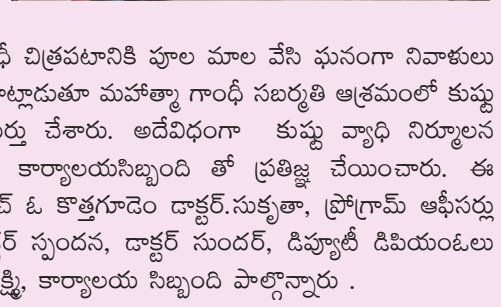 చిత్రపటానికి పూల మాల వేసి ఘనంగా నివాళులు
మహాత్మా గాంధీ సబర్మతి ఆశ్రమంలో కుష్టు
చేశారు. అదేవిధంగా కుష్టు వ్యాధి నిర్మూలన
కార్యాలయసిబ్బంది తో ప్రతిజ్ఞ చేయించారు. ఈ
ఓ కొత్తగూడెం డాక్టర్.సుకృతా, ప్రోగ్రామ్ ఆఫీసర్లు
స్పందన, డాక్టర్ సుందర్, డిప్యూటీ డిపియంఓలు
కార్యాలయ సిబ్బంది పాల్గొన్నారు .